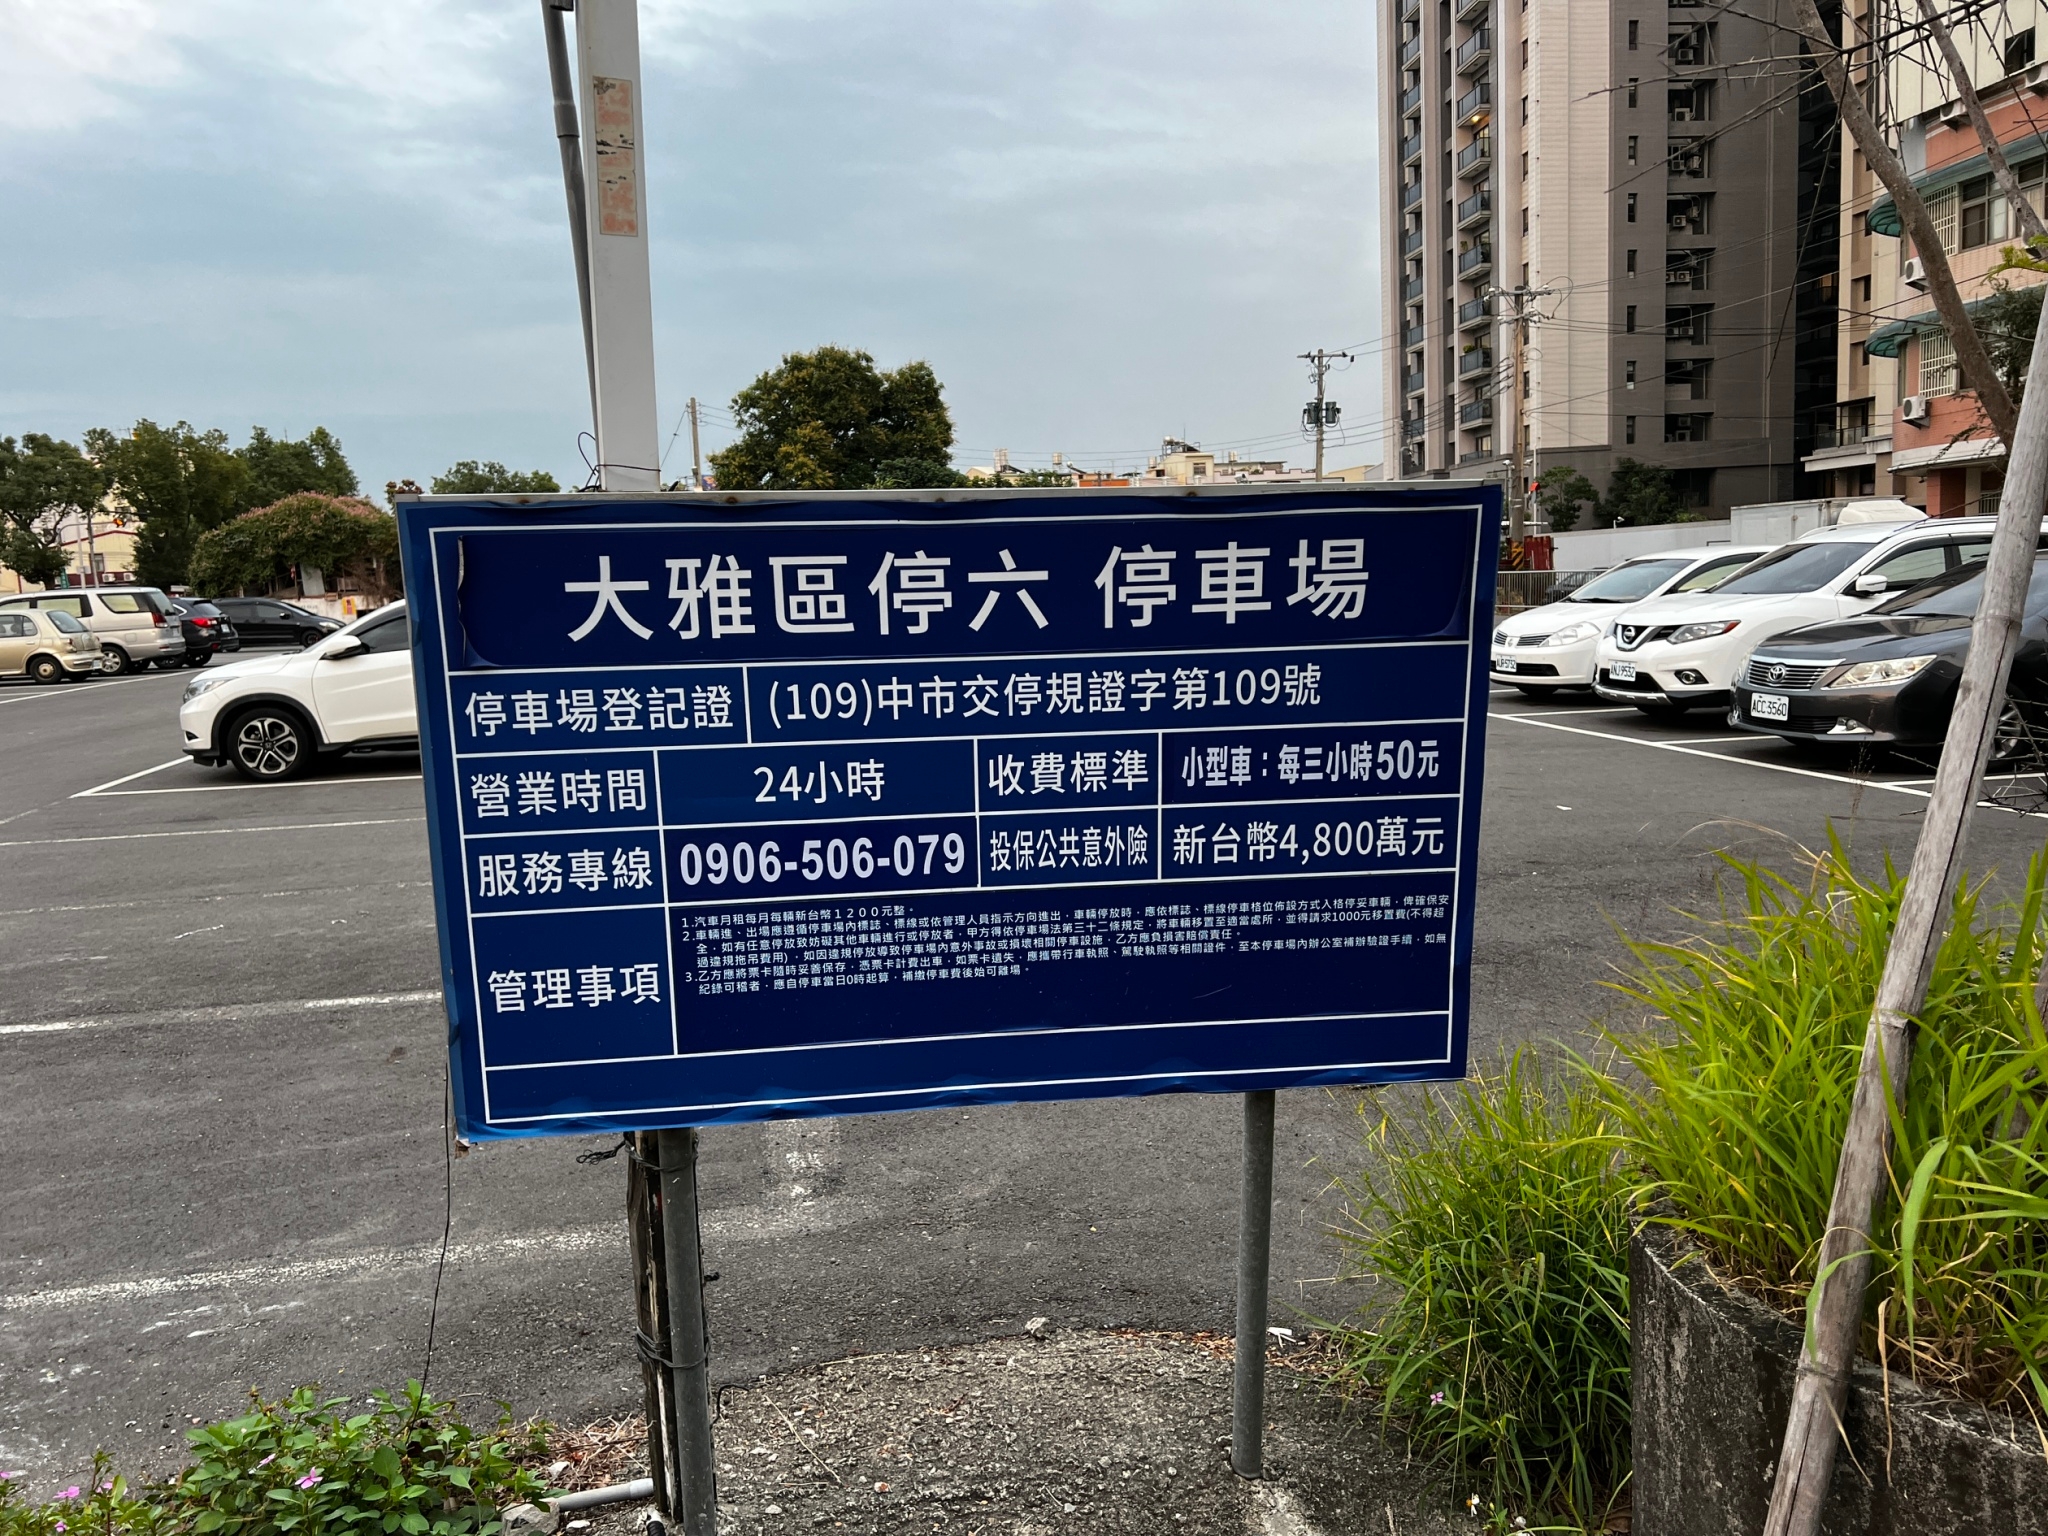 大雅區停六 停車場
停車場登記證 (109)中市交停規證字第109號
營業時間 24小時 收費標準 小型車：每三小時50元
服務專線 0906-506-079 投保公共意外險 新台幣4,800萬元
管理事項
1.汽車月租每月每輛新台幣１２００元整。
2.車輛進、出場應遵循停車場內標誌、標線或依管理人員指示方向進出，車輛停放時，應依標誌、標線停車格位佈設方式入格停妥車輛，俾確保安
全，如有任意停放致妨礙其他車輛進行或停放者，甲方得依停車場法第三十二條規定，將車輛移置至適當處所，並得請求1000元移置費(不得超
過違規拖吊費用)，如因違規停放導致停車場內意外事故或損壞相關停車設施，乙方應負損害賠償責任。
3.乙方應將票卡隨時妥善保存，憑票卡計費出車，如票卡遺失，應攜帶行車執照、駕駛執照等相關證件，至本停車場內辦公室補辦驗證手續，如無
紀錄可稽者，應自停車當日0時起算，補繳停車費後始可離場。
ANJ 9532
ACC 3560